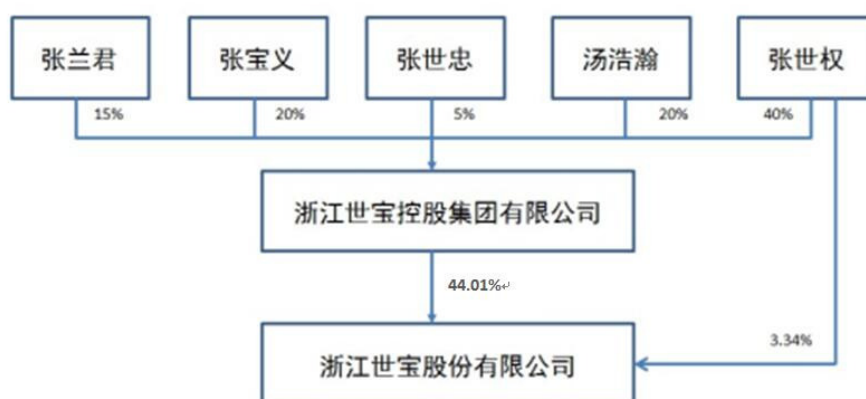 张兰君
张宝义
张世忠
汤浩瀚
张世权
15%
20%
5%
20%
40%
浙江世宝控股集团有限公司
44.01%
3.34%
浙江世宝股份有限公司